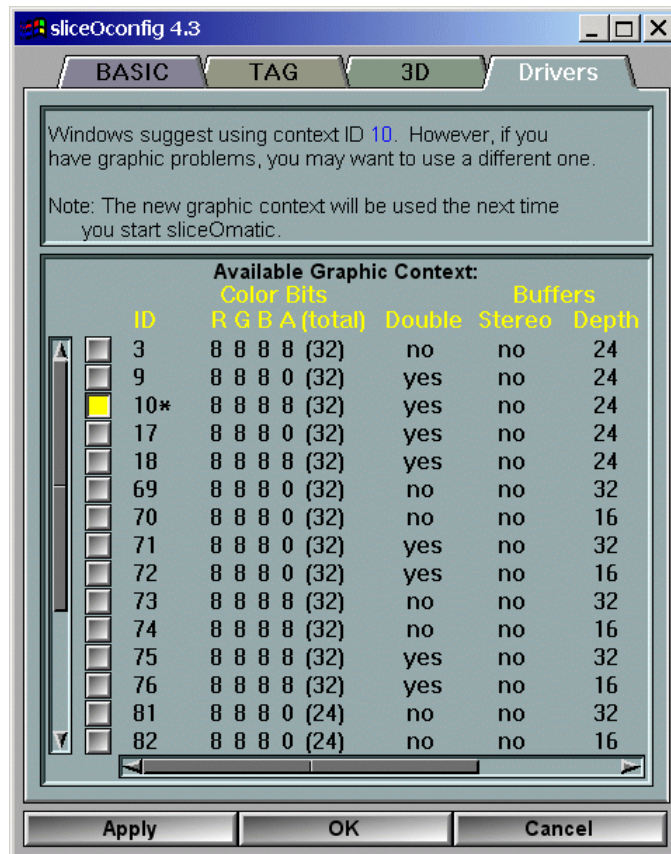 sliceOconfig 4.3
BASIC TAG 3D Drivers
Windows suggest using context ID 10. However, if you
have graphic problems, you may want to use a different one.
Note: The new graphic context will be used the next time
you start sliceOmatic.
Available Graphic Context:
Color Bits Buffers
ID R G B A (total) Double Stereo Depth
3 8 8 8 8 (32) no no 24
9 8 8 8 0 (32) yes no 24
10* 8 8 8 8 (32) yes no 24
17 8 8 8 0 (32) yes no 24
18 8 8 8 8 (32) yes no 24
69 8 8 8 0 (32) no no 32
70 8 8 8 0 (32) no no 16
71 8 8 8 0 (32) yes no 32
72 8 8 8 0 (32) yes no 16
73 8 8 8 8 (32) no no 32
74 8 8 8 8 (32) no no 16
75 8 8 8 8 (32) yes no 32
76 8 8 8 8 (32) yes no 16
81 8 8 8 0 (24) no no 32
82 8 8 8 0 (24) no no 16
Apply OK Cancel